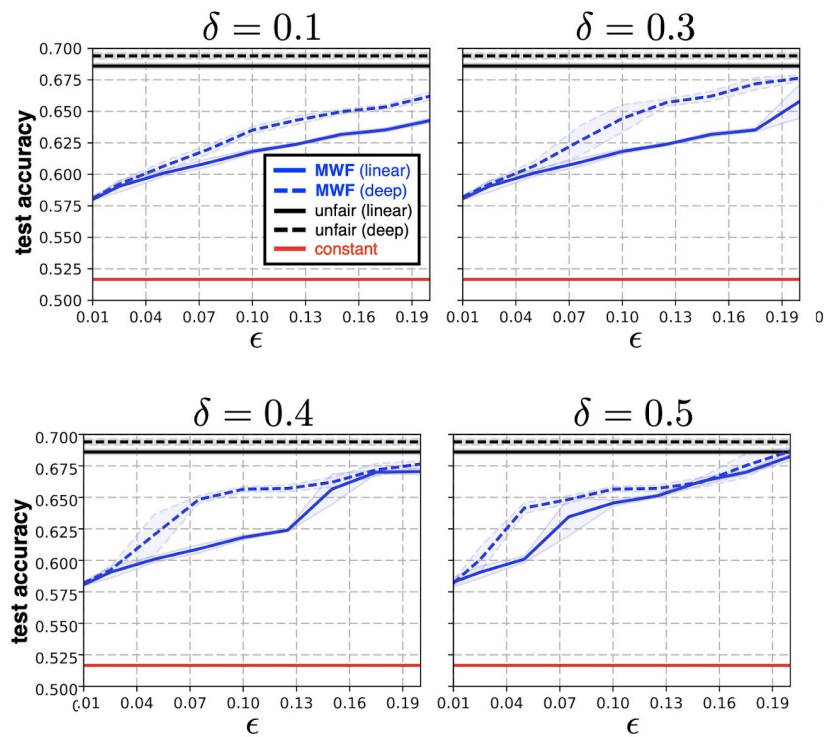 δ = 0.1
0.700
0.675
0.650
0.625
0.600
0.575
0.550
0.525
0.500
test accuracy
MWF (linear)
MWF (deep)
unfair (linear)
unfair (deep)
constant
0.01 0.04 0.07 0.10 0.13 0.16 0.19
ϵ
δ = 0.3
0.01 0.04 0.07 0.10 0.13 0.16 0.19 0
ϵ
δ = 0.4
0.700
0.675
0.650
0.625
0.600
0.575
0.550
0.525
0.500
test accuracy
0.01 0.04 0.07 0.10 0.13 0.16 0.19
ϵ
δ = 0.5
0.01 0.04 0.07 0.10 0.13 0.16 0.19
ϵ